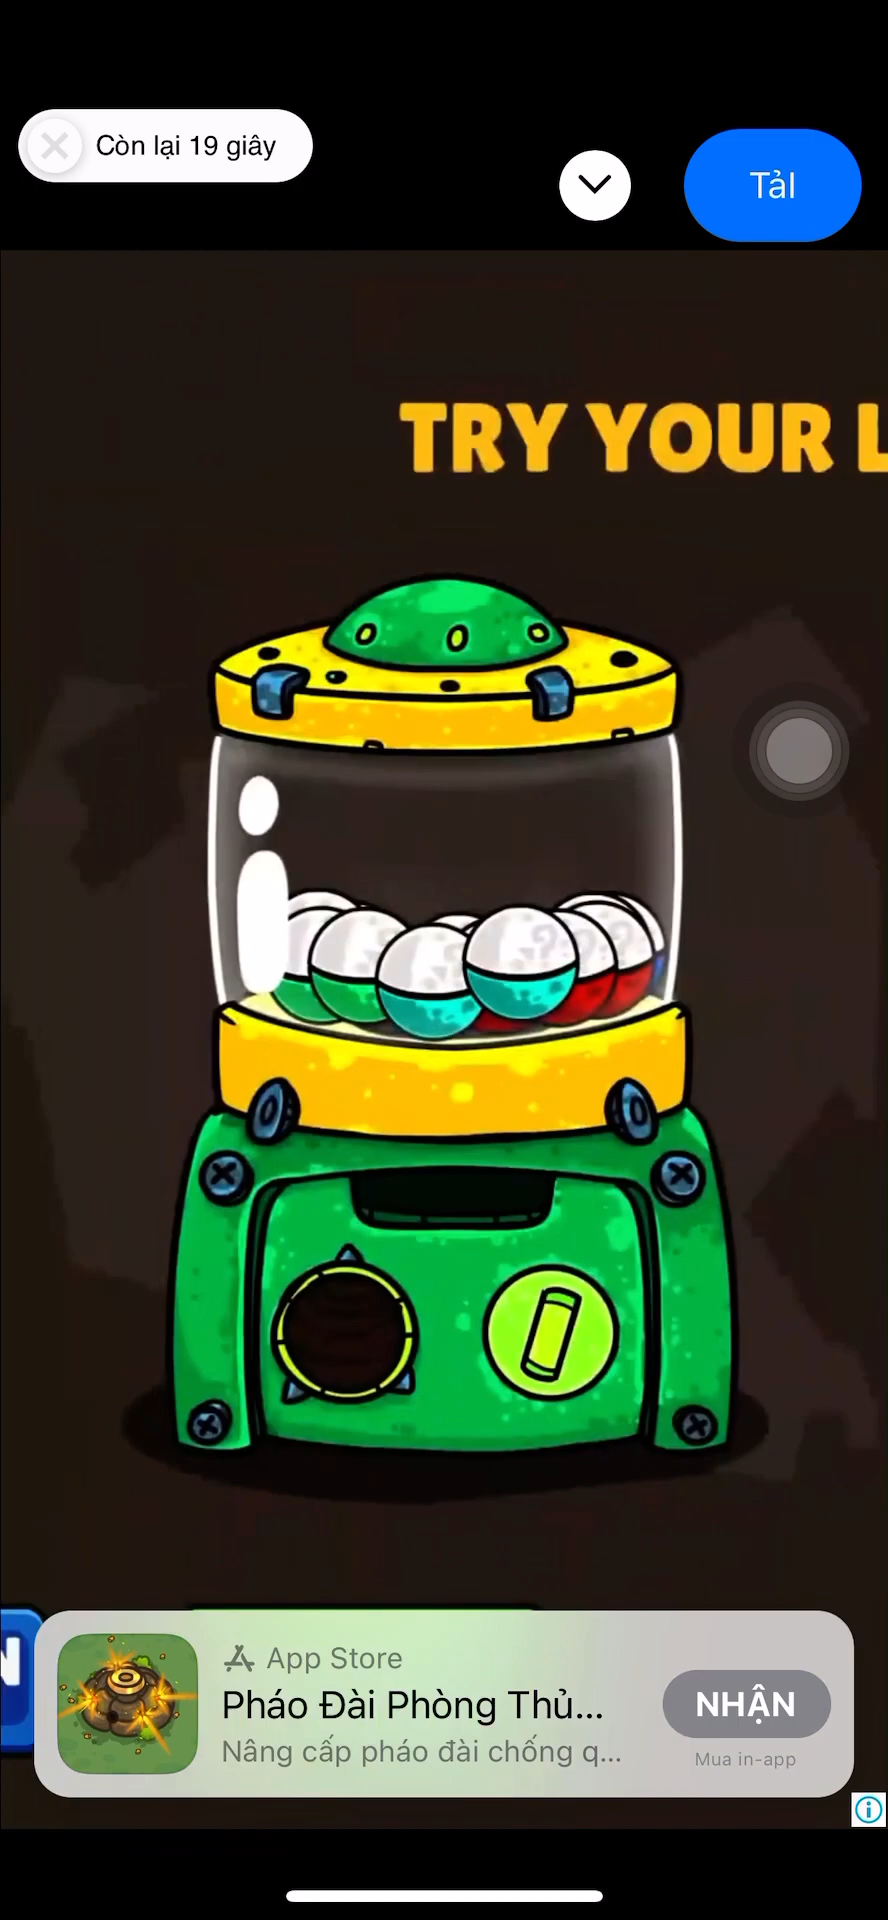 Còn lại 19 giây
Tảl
TRY YOUR L
N
App Store
Pháo Đài Phòng Thủ...
Nâng cấp pháo đài chống q...
NHẬN
Mua in-app